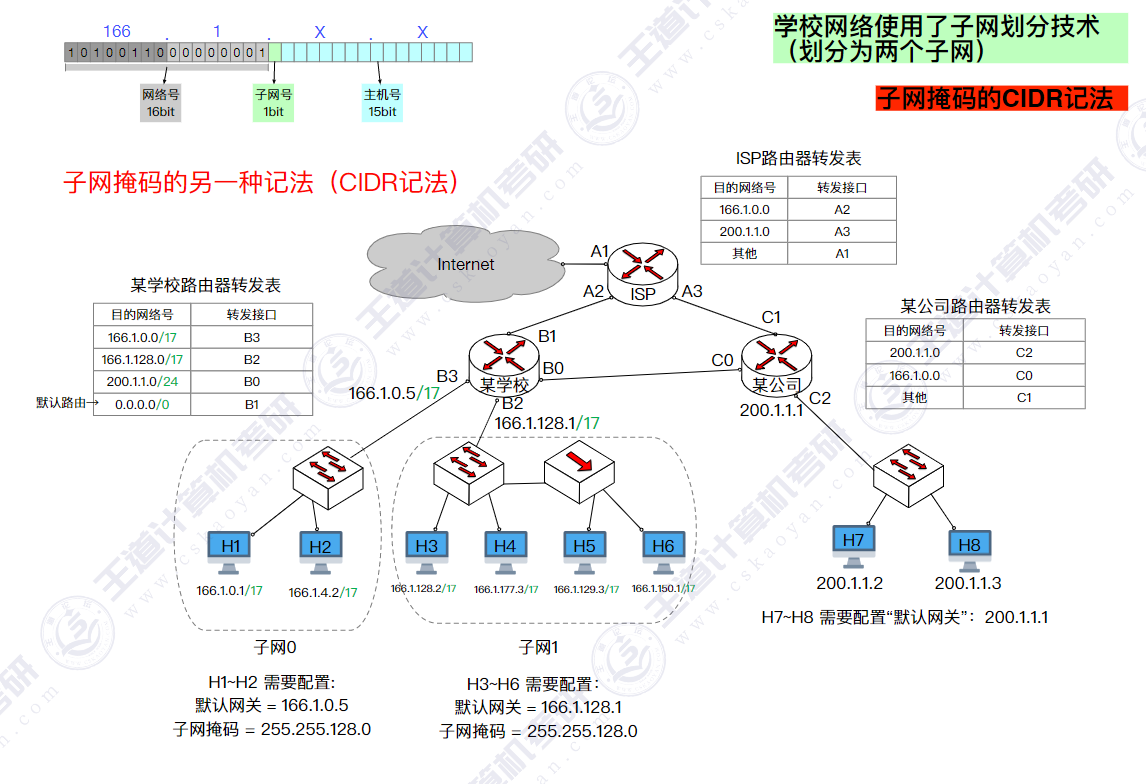 166 . 1 . X . X
1 0 1 0 0 1 1 0 0 0 0 0 0 0 0 1
网络号
16bit
子网号
1bit
主机号
15bit
学校网络使用了子网划分技术
（划分为两个子网）
子网掩码的CIDR记法
子网掩码的另一种记法（CIDR记法）
ISP路由器转发表
目的网络号 转发接口
166.1.0.0 A2
200.1.1.0 A3
其他 A1
Internet
A1
A2
ISP
A3
某学校路由器转发表
目的网络号 转发接口
166.1.0.0/17 B3
166.1.128.0/17 B2
200.1.1.0/24 B0
默认路由→ 0.0.0.0/0 B1
某公司路由器转发表
目的网络号 转发接口
200.1.1.0 C2
166.1.0.0 C0
其他 C1
B1
B3
某学校
B0
B2
166.1.0.5/17
166.1.128.1/17
C1
C0
某公司
C2
200.1.1.1
H1
H2
H3
H4
H5
H6
H7
H8
166.1.0.1/17
166.1.4.2/17
166.1.128.2/17
166.1.177.3/17
166.1.129.3/17
166.1.150.1/17
200.1.1.2
200.1.1.3
H7~H8 需要配置“默认网关”：200.1.1.1
子网0
子网1
H1~H2 需要配置:
默认网关 = 166.1.0.5
子网掩码 = 255.255.128.0
H3~H6 需要配置：
默认网关 = 166.1.128.1
子网掩码 = 255.255.128.0
王道计算机考研
www.cskaoyan.com